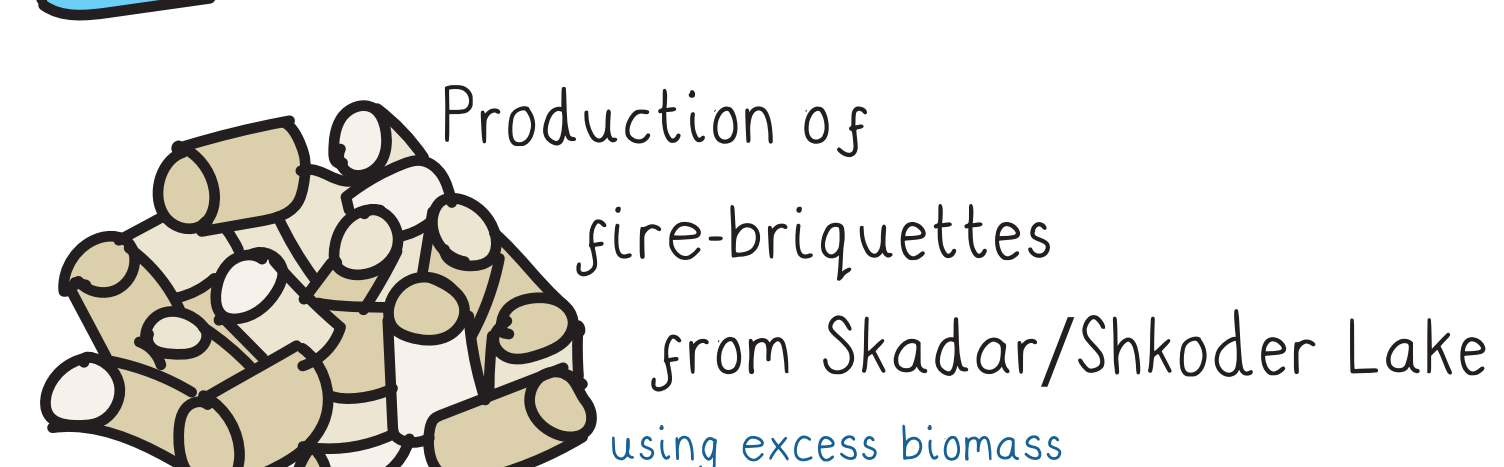 Production of
fire-briquettes
from Skadar/Shkoder Lake
using excess biomass